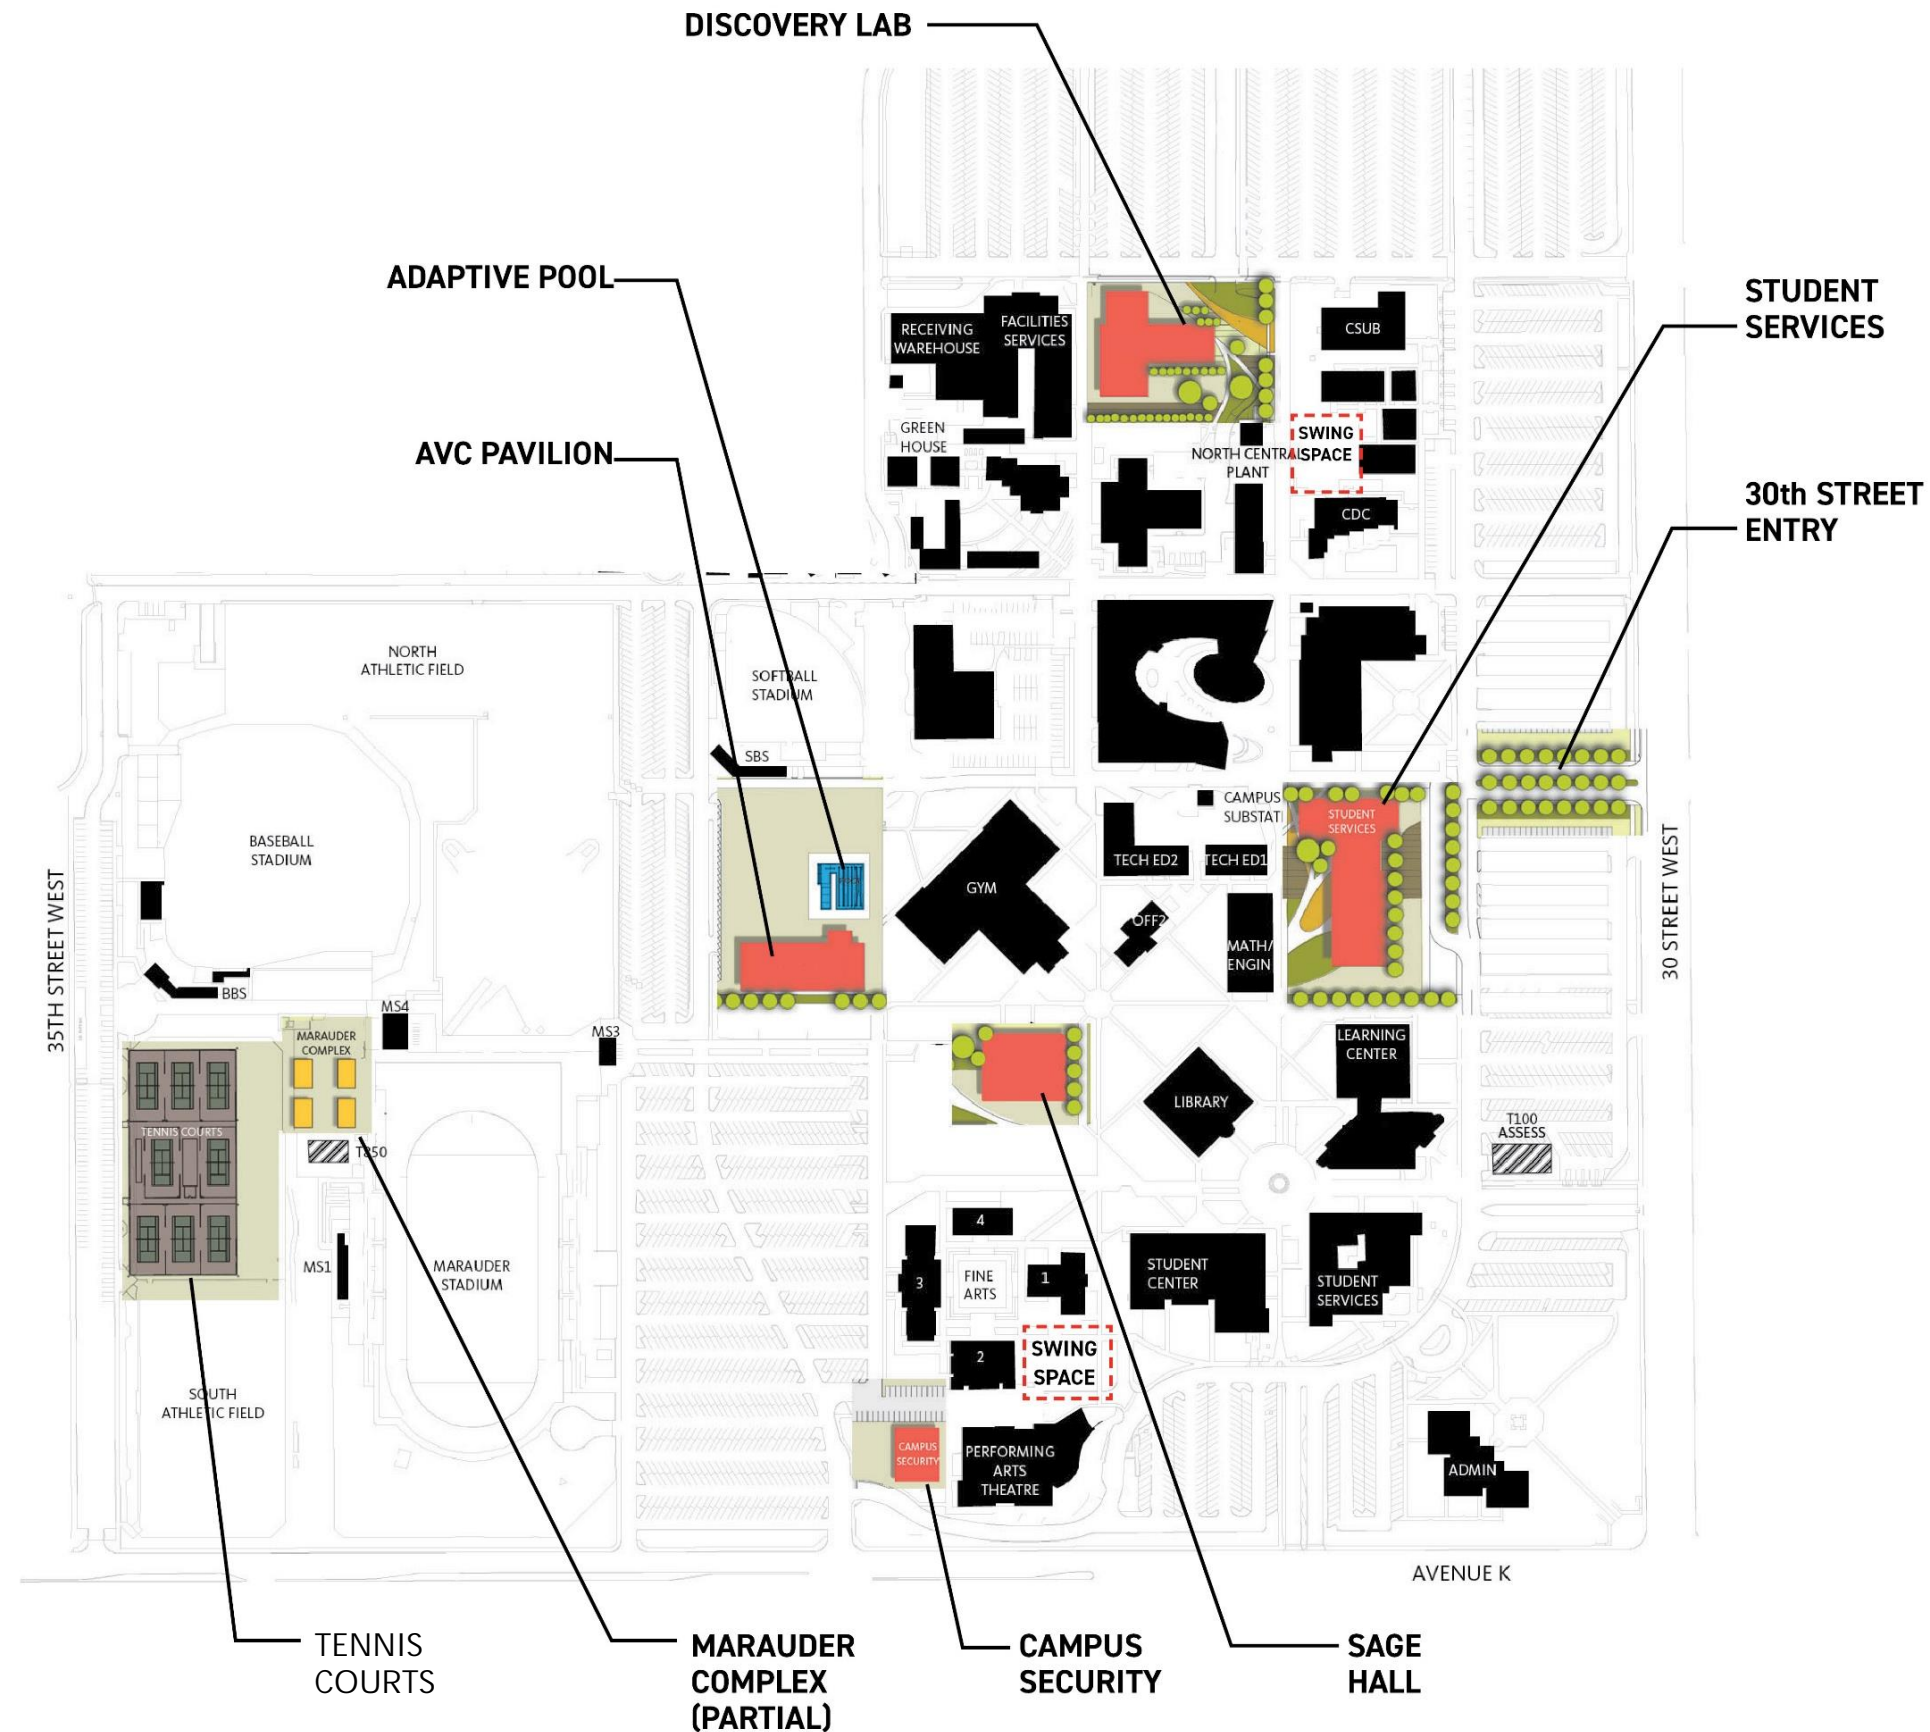 DISCOVERY LAB
ADAPTIVE POOL
STUDENT
SERVICES
AVC PAVILION
30th STREET
ENTRY
RECEIVING
WAREHOUSE
FACILITIES
SERVICES
CSUB
GREEN
HOUSE
SWING
SPACE
NORTH CENTRA
PLANT
CDC
NORTH
ATHLETIC FIELD
SOFTBALL
STADIUM
SBS
CAMPUS
SUBSTATI
STUDENT
SERVICES
BASEBALL
STADIUM
GYM
TECH ED2
TECH ED1
OFF2
MATH/
ENGIN
35TH STREET WEST
30 STREET WEST
BBS
MS4
MS3
MARAUDER
COMPLEX
LEARNING
CENTER
LIBRARY
TENNIS COURTS
T850
T100
ASSESS
4
3
FINE
ARTS
1
MS1
MARAUDER
STADIUM
STUDENT
CENTER
STUDENT
SERVICES
2
SWING
SPACE
SOUTH
ATHLETIC FIELD
CAMPUS
SECURITY
PERFORMING
ARTS
THEATRE
ADMIN
AVENUE K
TENNIS
COURTS
MARAUDER
COMPLEX
(PARTIAL)
CAMPUS
SECURITY
SAGE
HALL